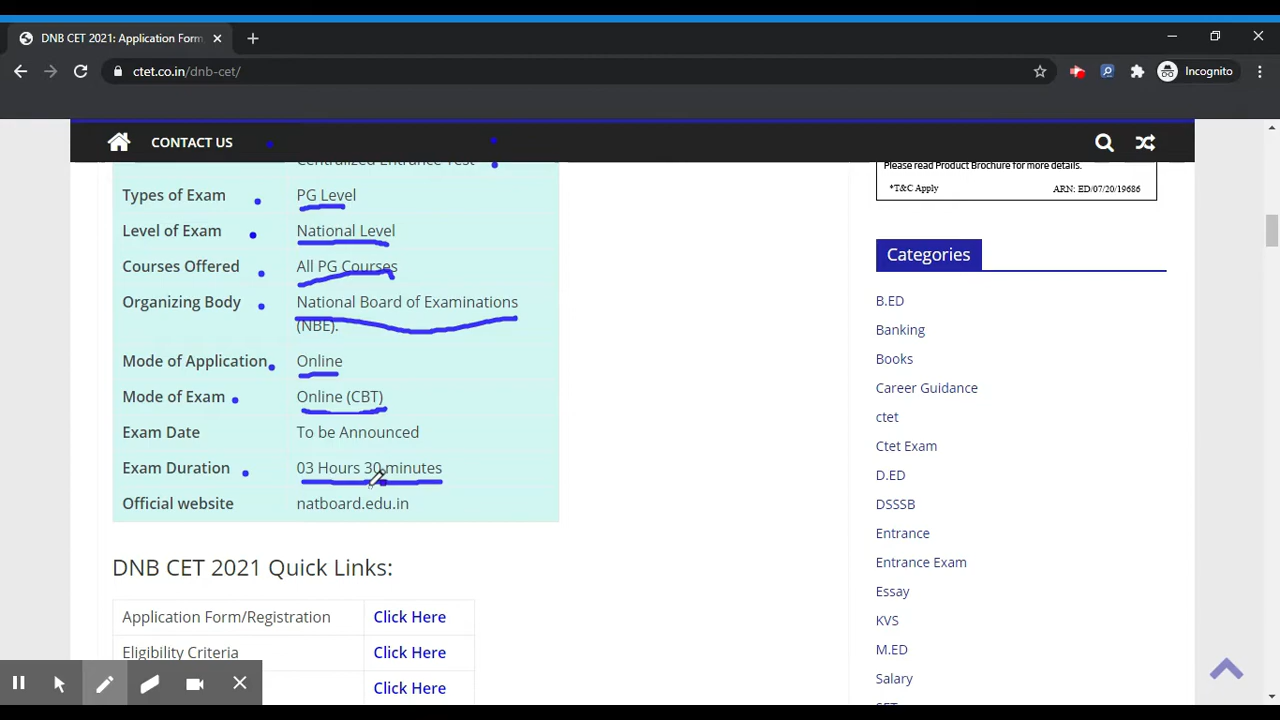 DNB CET 2021: Application Form
ctet.co.in/dnb-cet/
Incognito
CONTACT US
Centralized Entrance Test
Types of Exam PG Level
Level of Exam National Level
Courses Offered All PG Courses
Organizing Body National Board of Examinations
(NBE).
Mode of Application Online
Mode of Exam Online (CBT)
Exam Date To be Announced
Exam Duration 03 Hours 30 minutes
Official website natboard.edu.in
DNB CET 2021 Quick Links:
Application Form/Registration Click Here
Eligibility Criteria Click Here
Click Here
Please read Product Brochure for more details.
*T&C Apply ARN: ED/07/20/19686
Categories
B.ED
Banking
Books
Career Guidance
ctet
Ctet Exam
D.ED
DSSSB
Entrance
Entrance Exam
Essay
KVS
M.ED
Salary